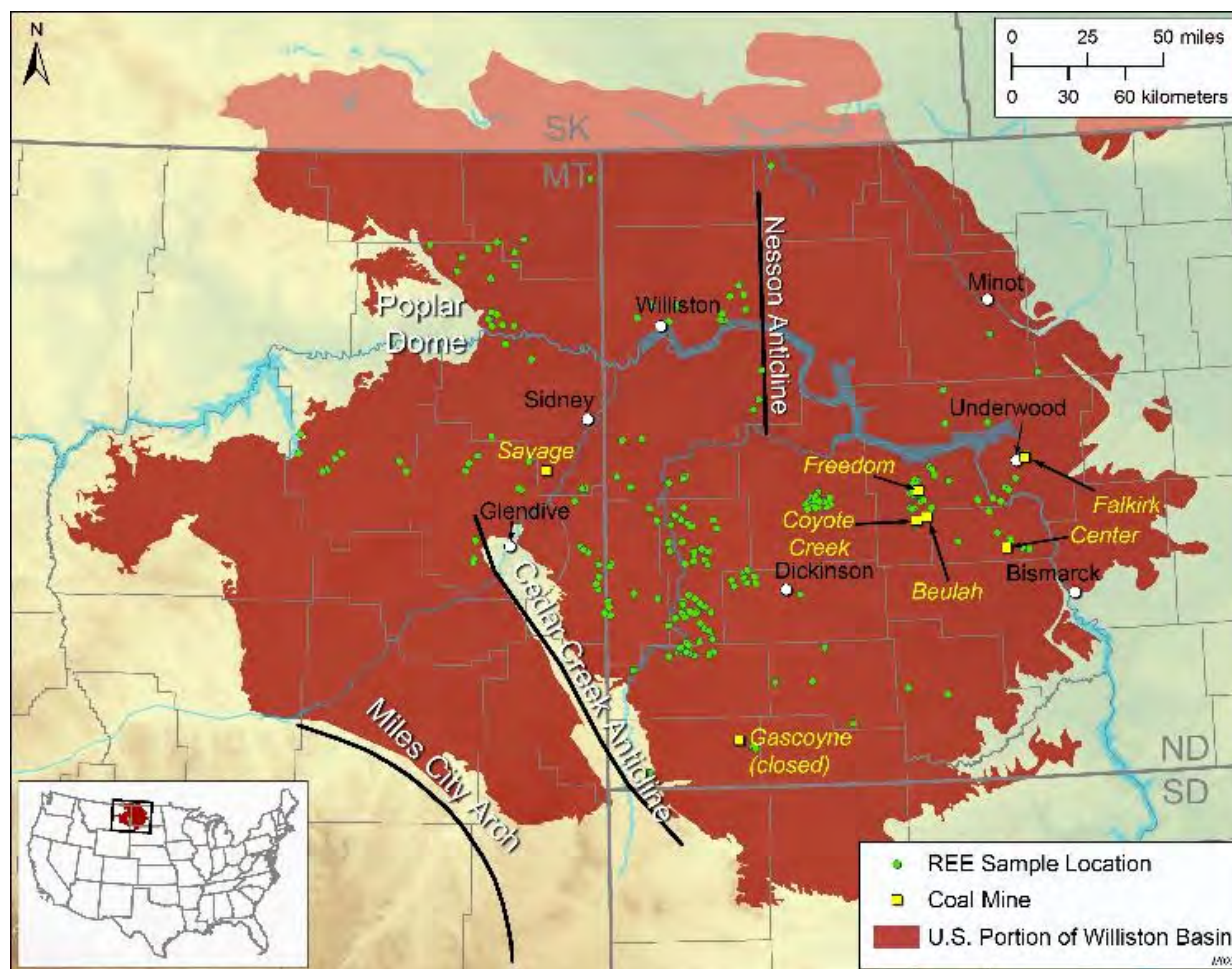 N
0 25 50 miles
0 30 60 kilometers
SK
MT
Nesson Anticline
Minot
Poplar
Dome
Williston
Sidney
Underwood
Savage
Freedom
Falkirk
Glendive
Coyote
Creek
Center
Dickinson
Beulah
Bismarck
Cedar Creek Anticline
Miles City Arch
Gascoyne
(closed)
ND
SD
REE Sample Location
Coal Mine
U.S. Portion of Williston Basin